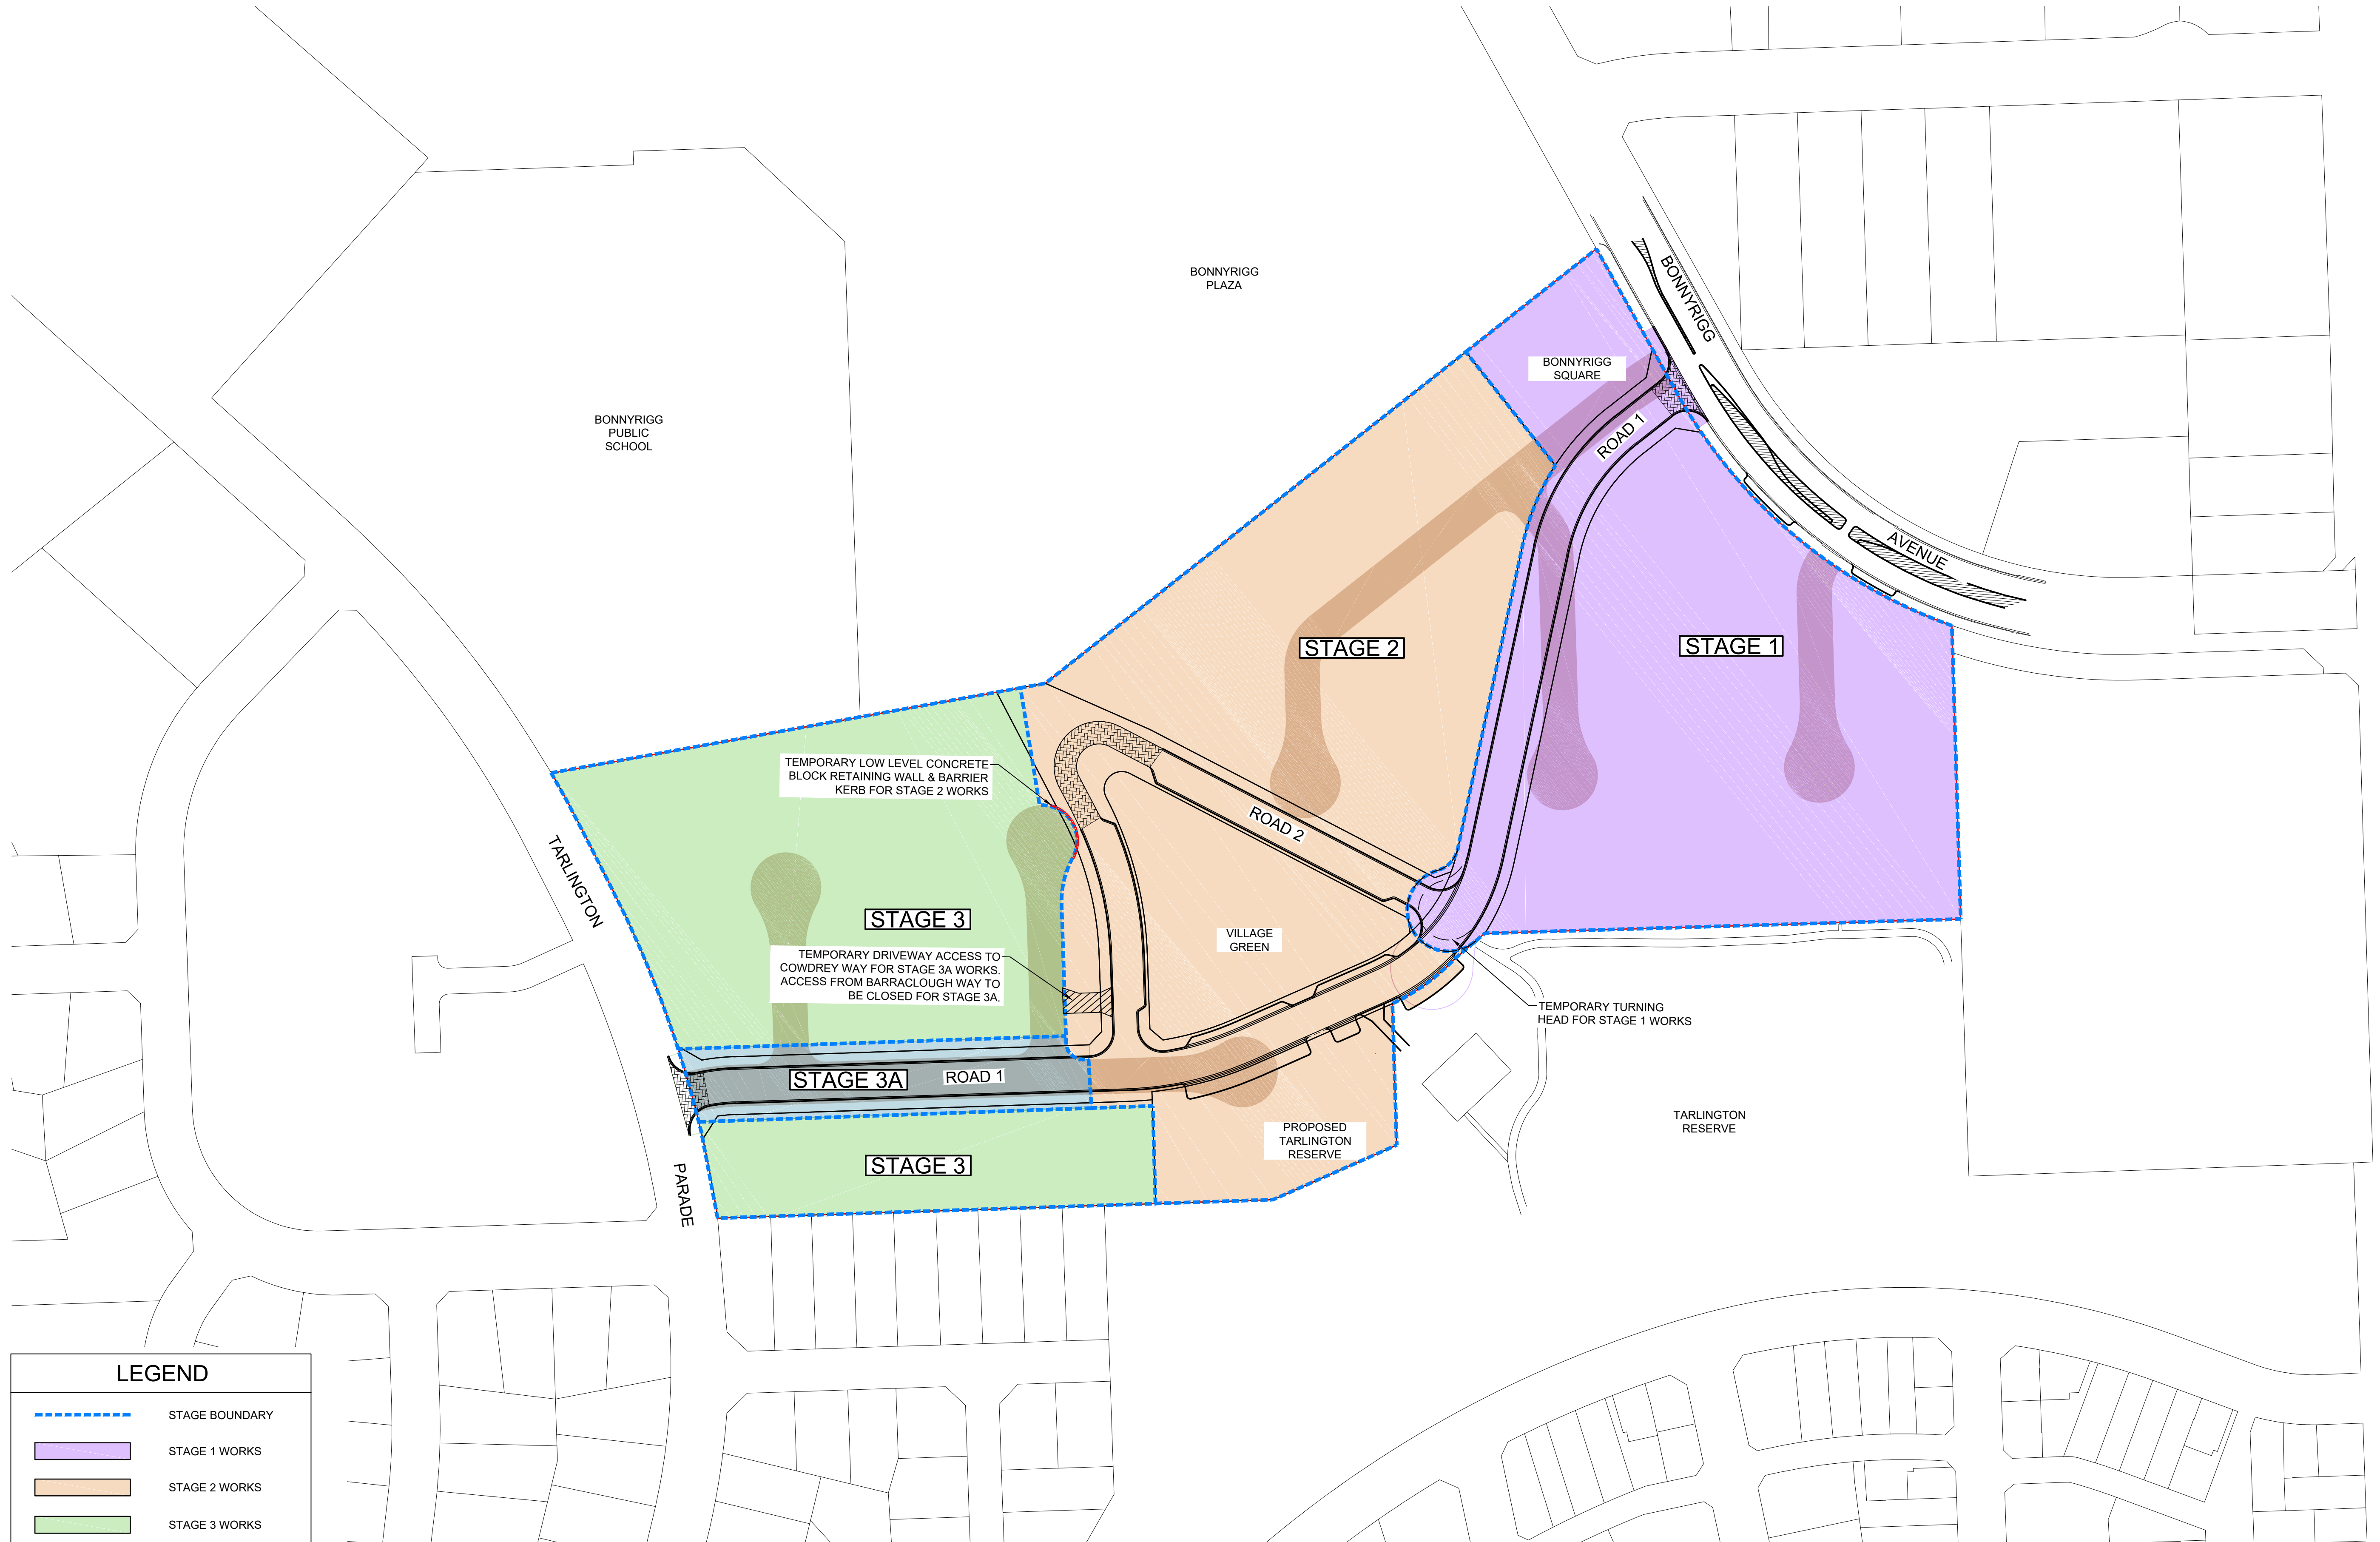 BONNYRIGG
PLAZA
BONNYRIGG
AVENUE
BONNYRIGG
SQUARE
ROAD 1
BONNYRIGG
PUBLIC
SCHOOL
STAGE 2
STAGE 1
TEMPORARY LOW LEVEL CONCRETE
BLOCK RETAINING WALL & BARRIER
KERB FOR STAGE 2 WORKS
ROAD 2
TARLINGTON
PARADE
STAGE 3
VILLAGE
GREEN
TEMPORARY DRIVEWAY ACCESS TO
COWDREY WAY FOR STAGE 3A WORKS.
ACCESS FROM BARRACLOUGH WAY TO
BE CLOSED FOR STAGE 3A.
TEMPORARY TURNING
HEAD FOR STAGE 1 WORKS
STAGE 3A
ROAD 1
TARLINGTON
RESERVE
PROPOSED
TARLINGTON
RESERVE
STAGE 3
LEGEND
STAGE BOUNDARY
STAGE 1 WORKS
STAGE 2 WORKS
STAGE 3 WORKS